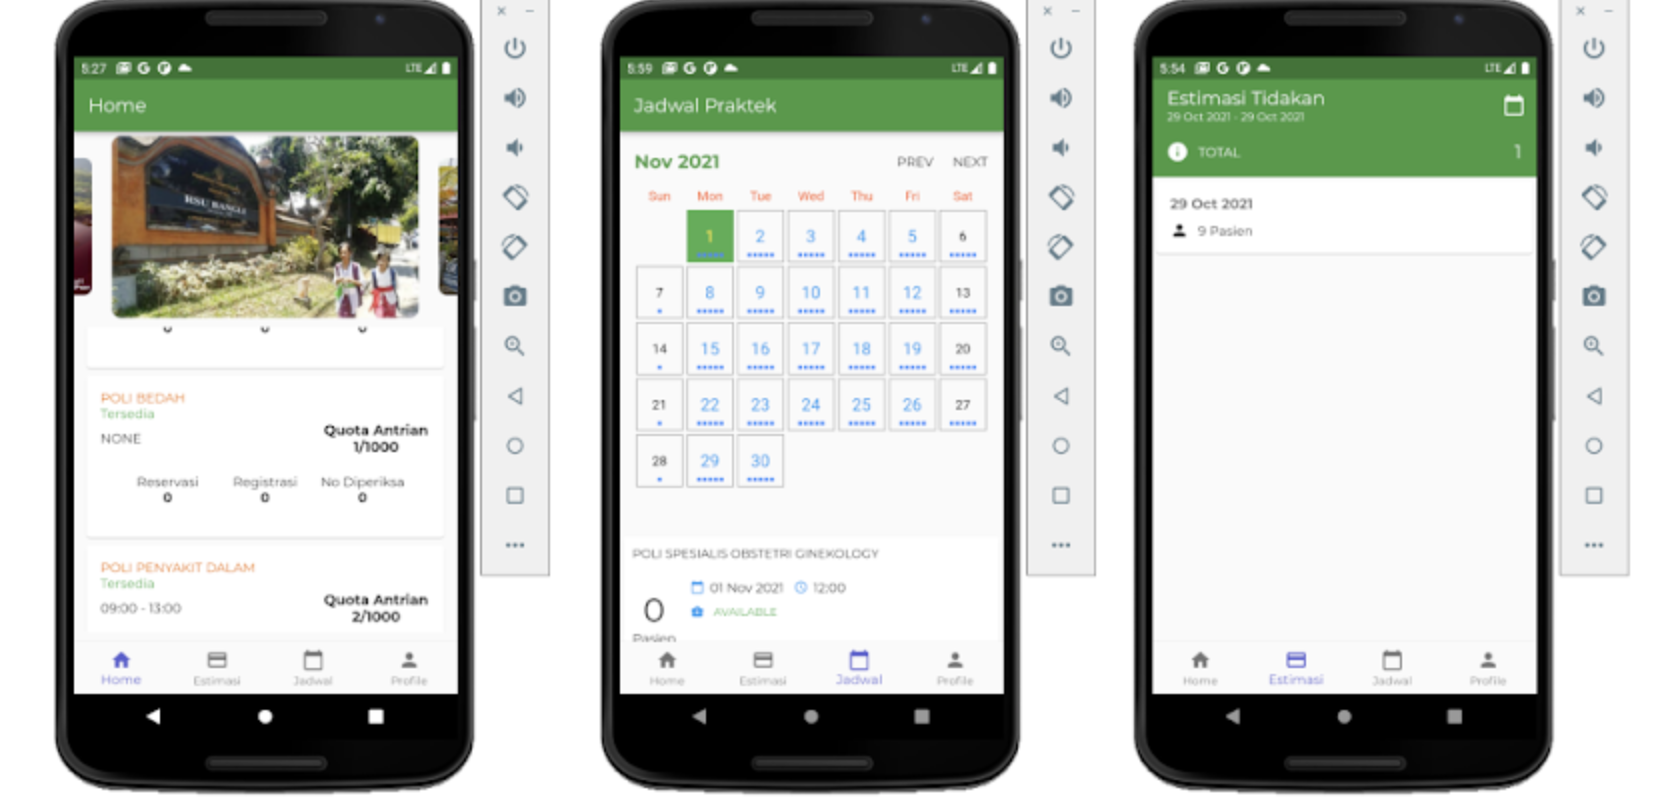 5:27
LTE
Home
RSU BANGLI
0 0 0
POLI BEDAH
Tersedia
NONE
Quota Antrian
1/1000
Reservasi Registrasi No Diperiksa
0 0 0
POLI PENYAKIT DALAM
Tersedia
09:00 - 13:00
Quota Antrian
2/1000
Home Estimasi Jadwal Profile
5:59
LTE
Jadwal Praktek
Nov 2021 PREV NEXT
Sun Mon Tue Wed Thu Fri Sat
1 2 3 4 5 6
7 8 9 10 11 12 13
14 15 16 17 18 19 20
21 22 23 24 25 26 27
28 29 30
POLI SPESIALIS OBSTETRI GINEKOLOGY
01 Nov 2021 12:00
0 AVAILABLE
Pasien
Home Estimasi Jadwal Profile
5:54
LTE
Estimasi Tidakan
29 Oct 2021 - 29 Oct 2021
TOTAL 1
29 Oct 2021
9 Pasien
Home Estimasi Jadwal Profile